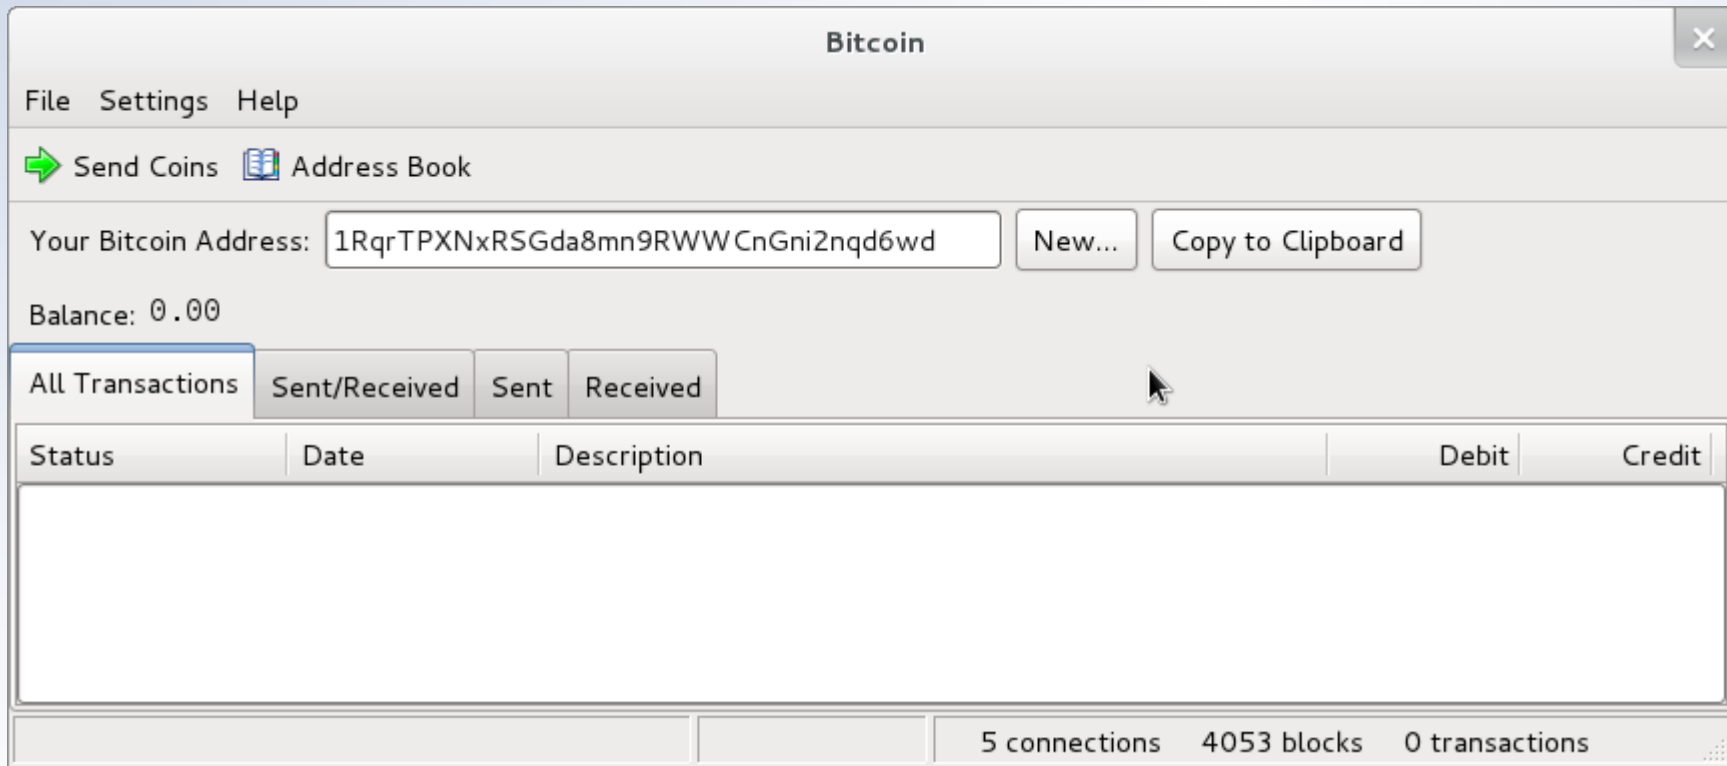 Bitcoin
File Settings Help
Send Coins Address Book
Your Bitcoin Address: 1RqrTPXNxRSGda8mn9RWWCnGni2nqd6wd New... Copy to Clipboard
Balance: 0.00
All Transactions Sent/Received Sent Received
Status Date Description Debit Credit
5 connections 4053 blocks 0 transactions